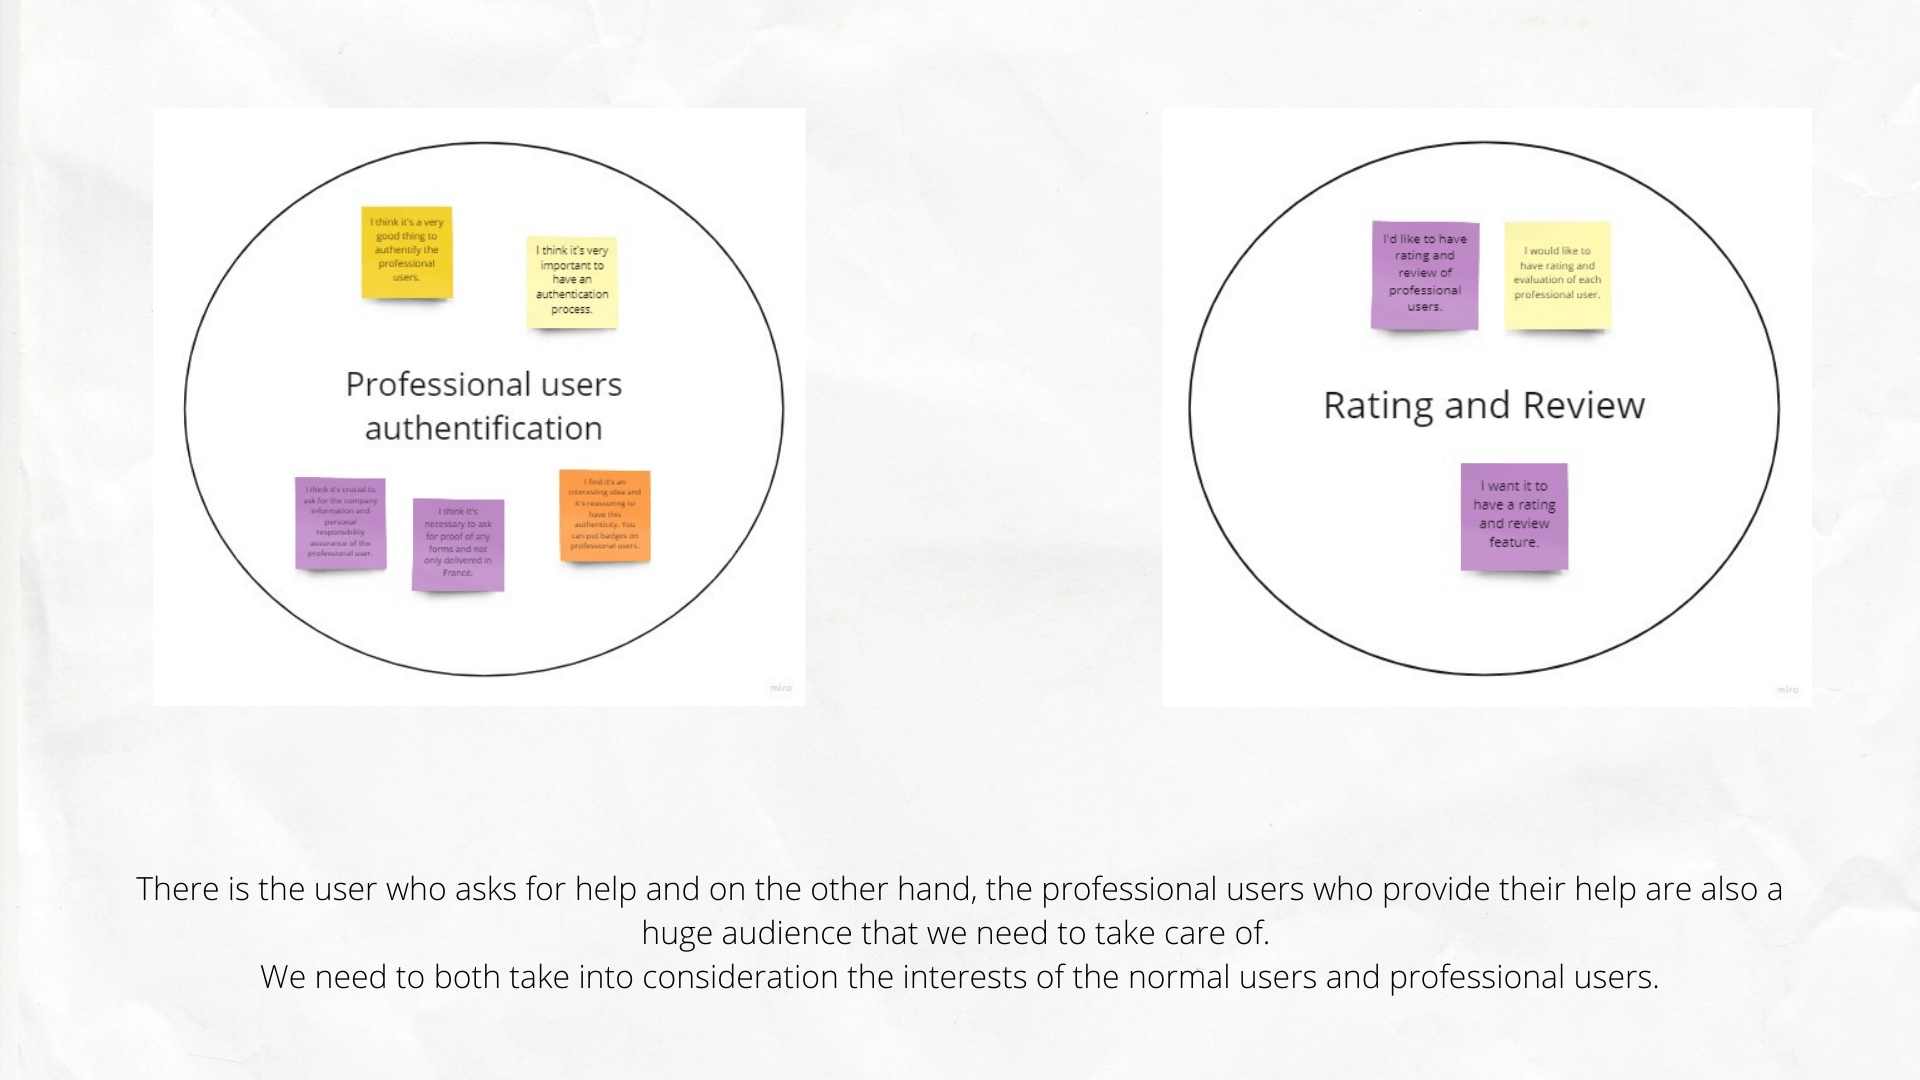 I think it's a very
good thing to
authentify the
professional
users.
I think it's very
important to
have an
authentication
process.
Professional users
authentification
I think it's crucial to
ask for the company
information and
personal
responsibility
assurance of the
professional user.
I think it's
necessary to ask
for proof of any
forms and not
only delivered in
France.
I find it's an
interesting idea and
it's reassuring to
have this
authenticity. You
can put badges on
professional users.
miro
I'd like to have
rating and
review of
professional
users.
I would like to
have rating and
evaluation of each
professional user.
Rating and Review
I want it to
have a rating
and review
feature.
miro
There is the user who asks for help and on the other hand, the professional users who provide their help are also a
huge audience that we need to take care of.
We need to both take into consideration the interests of the normal users and professional users.